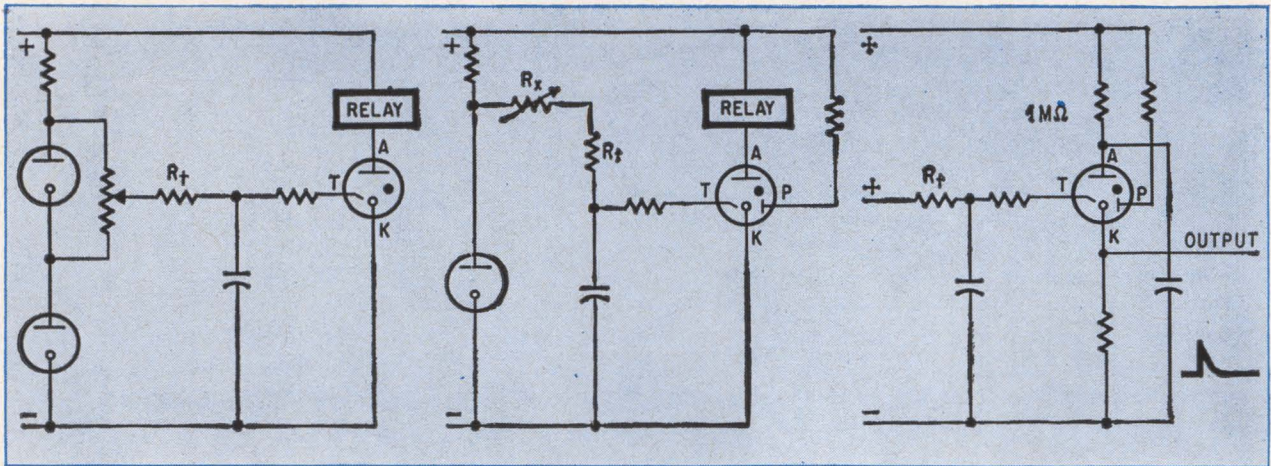 +
RELAY
A
Rt
T
K
−
+
Rx
RELAY
Rt
A
T
P
K
−
+
1MΩ
A
+
Rt
T
P
K
OUTPUT
−